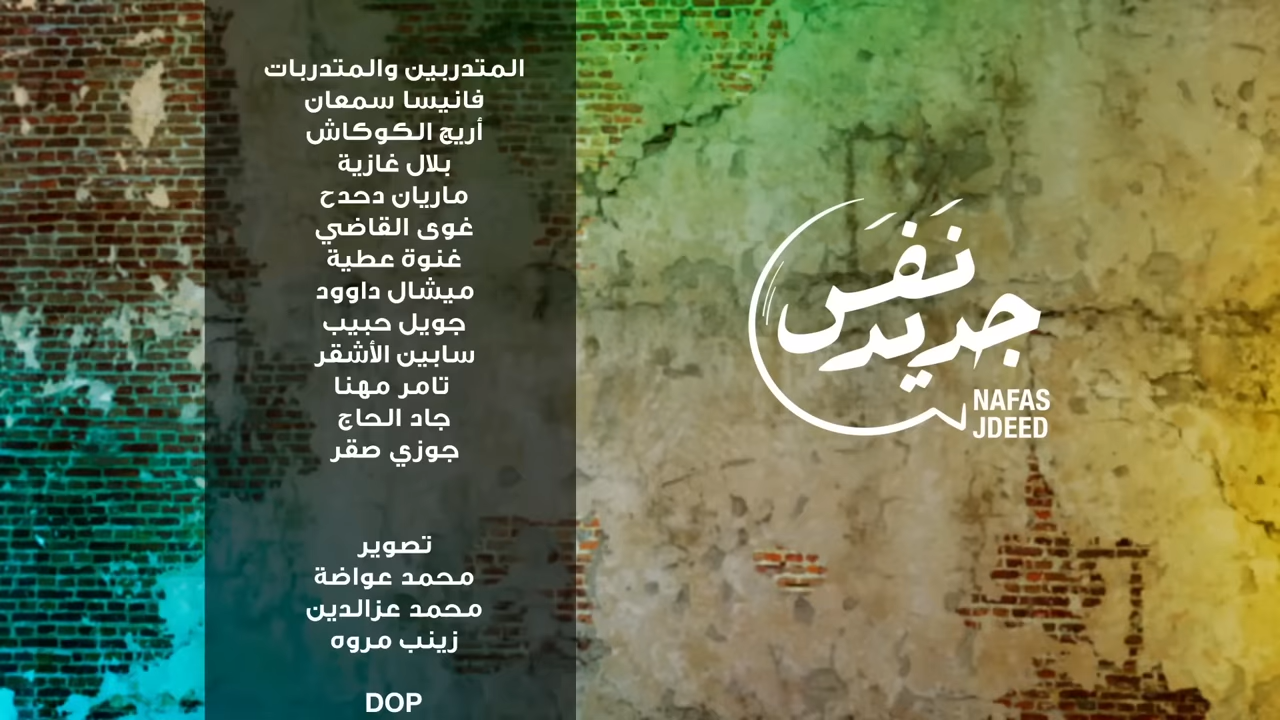 المتدربين والمتدربات
فانيسا سمعان
أريج الكوكاش
بلال غازية
ماريان دحدح
غوى القاضي
غنوة عطية
ميشال داوود
جويل حبيب
سابين الأشقر
تامر مهنا
جاد الحاج
جوزي صقر
تصوير
محمد عواضة
محمد عزالدين
زينب مروه
DOP
نَفَس
جديد
NAFAS
JDEED